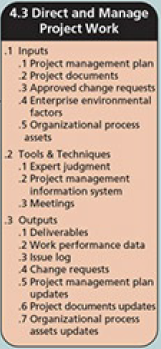 4.3 Direct and Manage
Project Work
.1 Inputs
.1 Project management plan
.2 Project documents
.3 Approved change requests
.4 Enterprise environmental
factors
.5 Organizational process
assets
.2 Tools & Techniques
.1 Expert judgment
.2 Project management
information system
.3 Meetings
.3 Outputs
.1 Deliverables
.2 Work performance data
.3 Issue log
.4 Change requests
.5 Project management plan
updates
.6 Project documents updates
.7 Organizational process
assets updates